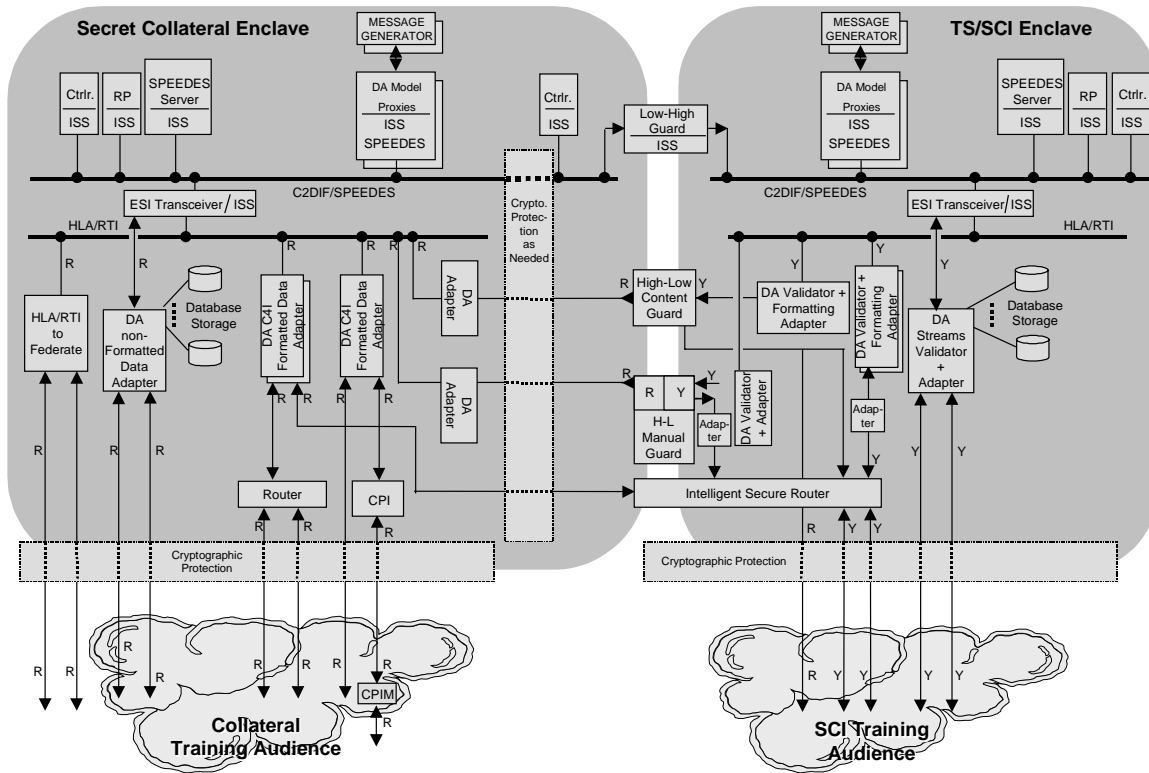 Secret Collateral Enclave
MESSAGE
GENERATOR
DA Model
Proxies
ISS
SPEEDES
Ctrlr.
ISS
RP
ISS
SPEEDES
Server
ISS
Ctrlr.
ISS
C2DIF/SPEEDES
ESI Transceiver/ISS
HLA/RTI
Low-High
Guard
ISS
TS/SCI Enclave
MESSAGE
GENERATOR
DA Model
Proxies
ISS
SPEEDES
SPEEDES
Server
ISS
RP
ISS
Ctrlr.
ISS
C2DIF/SPEEDES
ESI Transceiver/ISS
HLA/RTI
Crypto.
Protec-
tion
as
Needed
R
R
R
R
R
R
HLA/RTI
to
Federate
DA
non-
Formatted
Data
Adapter
Database
Storage
DA C4I
Formatted Data
Adapter
DA C4I
Formatted Data
Adapter
DA
Adapter
DA
Adapter
R
High-Low
Content
Guard
Y
DA Validator +
Formatting
Adapter
Y
Y
Y
DA Validator +
Formatting
Adapter
DA
Streams
Validator
+
Adapter
Database
Storage
R
R
Y
H-L
Manual
Guard
Y
Adap-
ter
DA Validator
+ Adapter
Adap-
ter
Y
Intelligent Secure Router
R
R
R
R
R
R
R
R
Y
Y
Router
CPI
R
R
R
R
Y
Y
Cryptographic
Protection
Cryptographic Protection
R
R
R
R
R
R
R
R
CPIM
R
Collateral
Training Audience
R
Y
Y
Y
Y
SCI Training
Audience